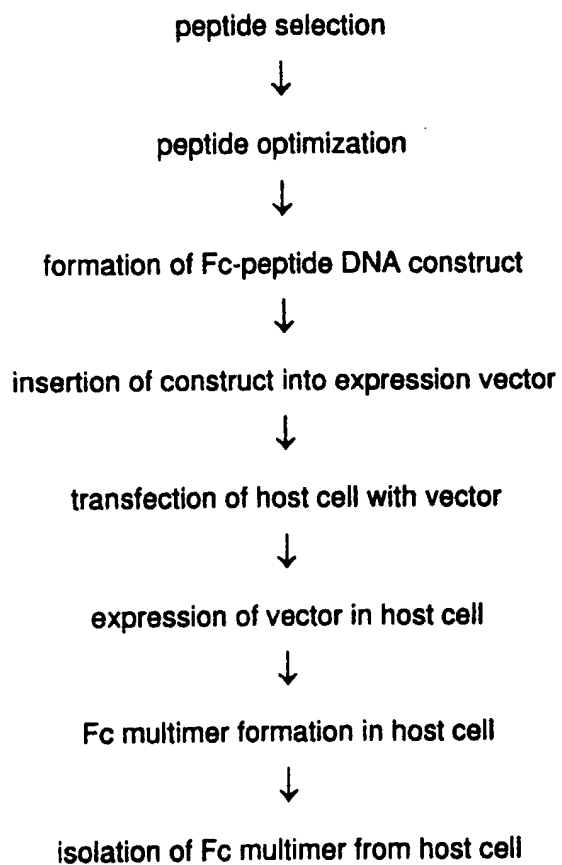 peptide selection
↓
peptide optimization
↓
formation of Fc-peptide DNA construct
↓
insertion of construct into expression vector
↓
transfection of host cell with vector
↓
expression of vector in host cell
↓
Fc multimer formation in host cell
↓
isolation of Fc multimer from host cell